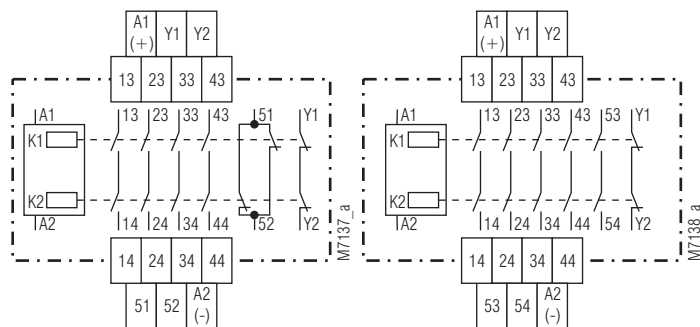 A1 (+) Y1 Y2
13 23 33 43
A1 13 23 33 43 51 Y1
K1
K2
A2 14 24 34 44 52 Y2
14 24 34 44
51 52 A2 (-)
M7137_a
A1 (+) Y1 Y2
13 23 33 43
A1 13 23 33 43 53 Y1
K1
K2
A2 14 24 34 44 54 Y2
14 24 34 44
53 54 A2 (-)
M7138_a